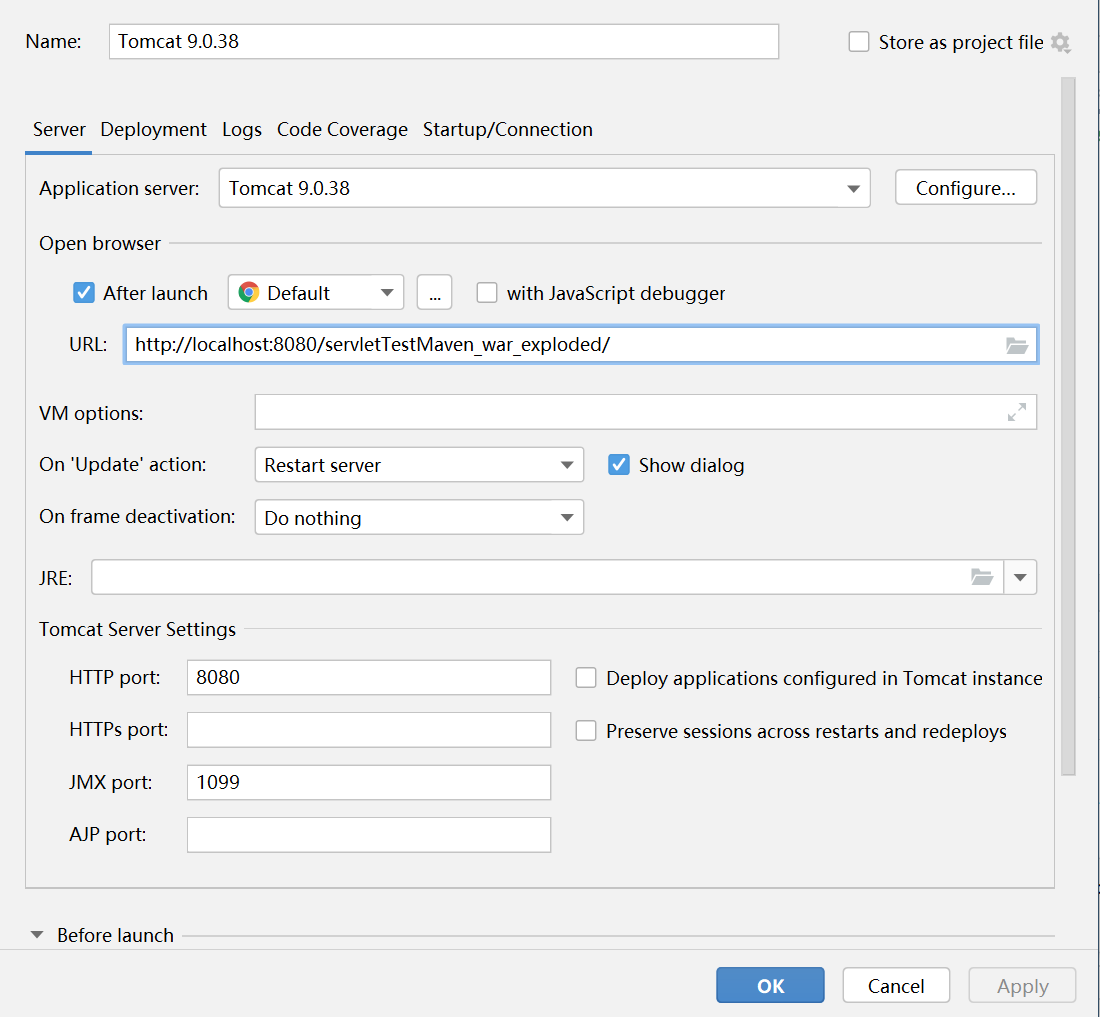 Name: Tomcat 9.0.38 Store as project file
Server Deployment Logs Code Coverage Startup/Connection
Application server: Tomcat 9.0.38 Configure...
Open browser
After launch Default ... with JavaScript debugger
URL: http://localhost:8080/servletTestMaven_war_exploded/
VM options:
On 'Update' action: Restart server Show dialog
On frame deactivation: Do nothing
JRE:
Tomcat Server Settings
HTTP port: 8080 Deploy applications configured in Tomcat instance
HTTPs port: Preserve sessions across restarts and redeploys
JMX port: 1099
AJP port:
Before launch
OK Cancel Apply